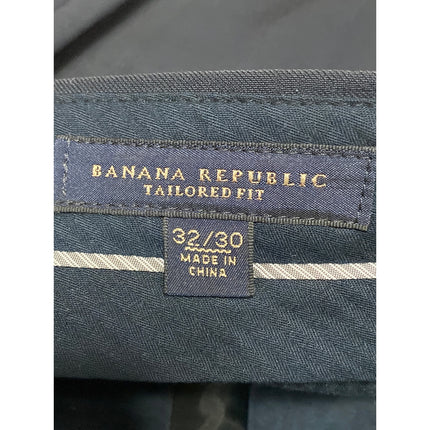 BANANA REPUBLIC
TAILORED FIT
32/30
MADE IN
CHINA